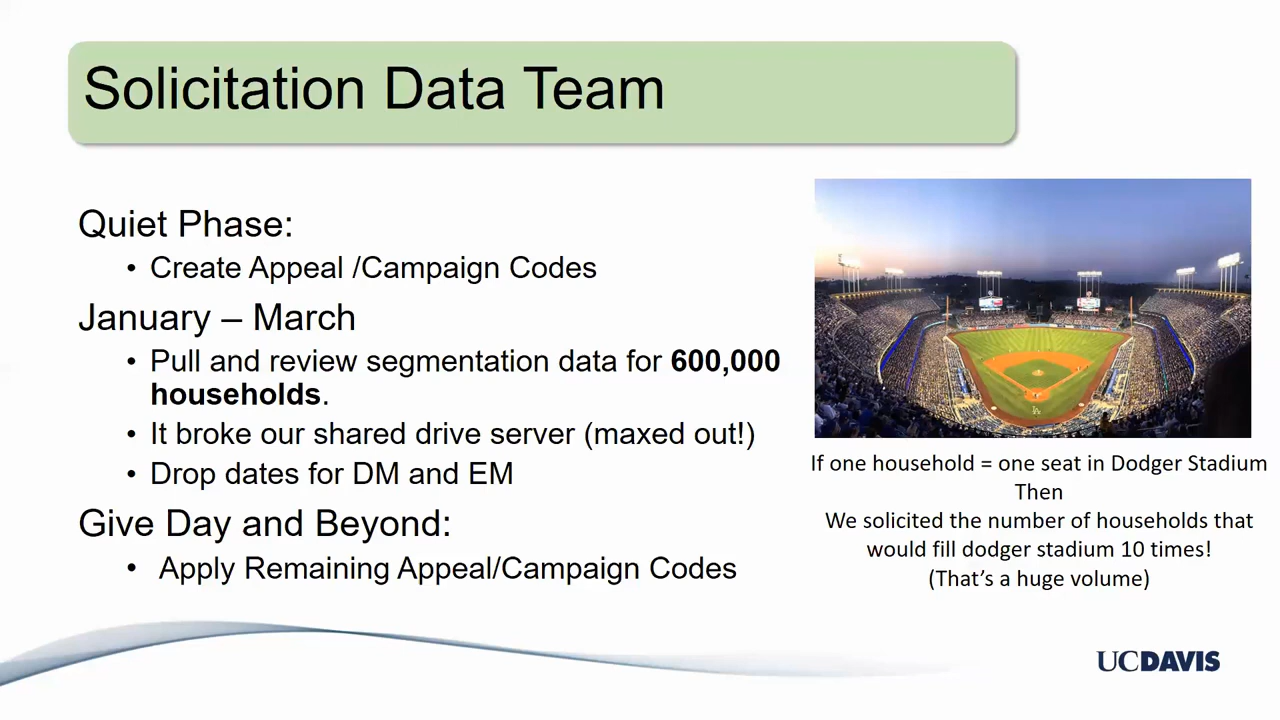 Solicitation Data Team
Quiet Phase:
• Create Appeal /Campaign Codes
January – March
• Pull and review segmentation data for 600,000
households.
• It broke our shared drive server (maxed out!)
• Drop dates for DM and EM
Give Day and Beyond:
• Apply Remaining Appeal/Campaign Codes
If one household = one seat in Dodger Stadium
Then
We solicited the number of households that
would fill dodger stadium 10 times!
(That’s a huge volume)
UCDAVIS